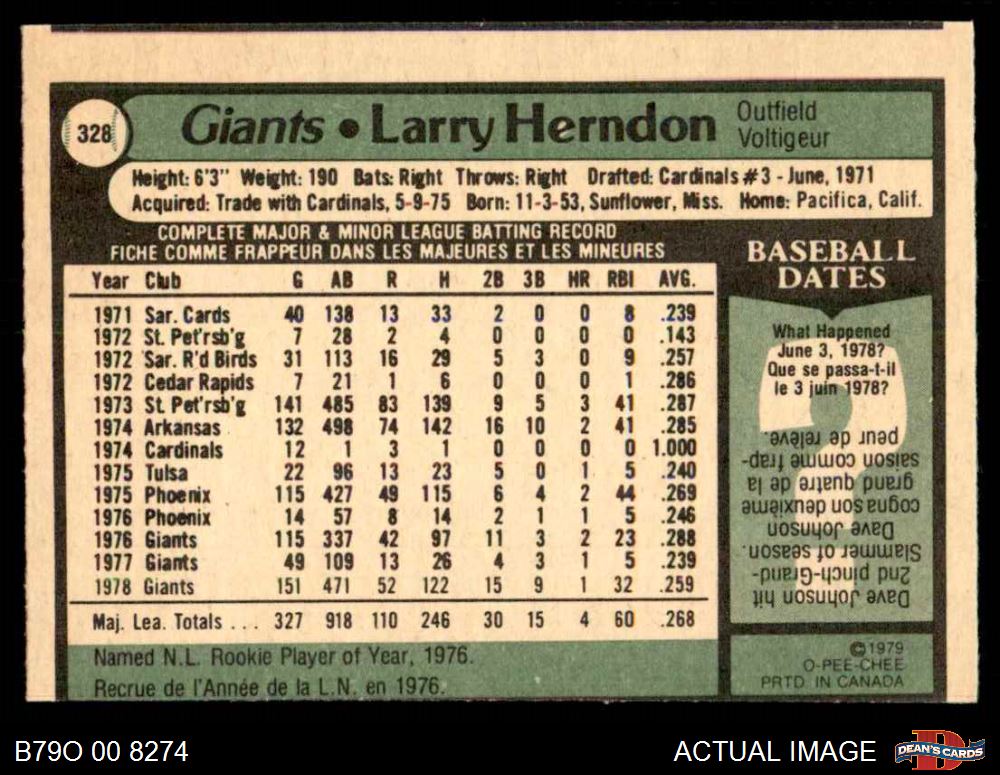 328
Giants • Larry Herndon
Outfield
Voltigeur
Height: 6'3" Weight: 190 Bats: Right Throws: Right Drafted: Cardinals #3 - June, 1971
Acquired: Trade with Cardinals, 5-9-75 Born: 11-3-53, Sunflower, Miss. Home: Pacifica, Calif.
COMPLETE MAJOR & MINOR LEAGUE BATTING RECORD
FICHE COMME FRAPPEUR DANS LES MAJEURES ET LES MINEURES
Year Club G AB R H 2B 3B HR RBI AVG.
1971 Sar. Cards 40 138 13 33 2 0 0 8 .239
1972 St. Pet'rsb'g 7 28 2 4 0 0 0 0 .143
1972 Sar. R'd Birds 31 113 16 29 5 3 0 9 .257
1972 Cedar Rapids 7 21 1 6 0 0 0 1 .286
1973 St. Pet'rsb'g 141 485 83 139 9 5 3 41 .287
1974 Arkansas 132 498 74 142 16 10 2 41 .285
1974 Cardinals 12 1 3 1 0 0 0 0 1.000
1975 Tulsa 22 96 13 23 5 0 1 5 .240
1975 Phoenix 115 427 49 115 6 4 2 44 .269
1976 Phoenix 14 57 8 14 2 1 1 5 .246
1976 Giants 115 337 42 97 11 3 2 23 .288
1977 Giants 49 109 13 26 4 3 1 5 .239
1978 Giants 151 471 52 122 15 9 1 32 .259
Maj. Lea. Totals ... 327 918 110 246 30 15 4 60 .268
Named N.L. Rookie Player of Year, 1976.
Recrue de l'Année de la L.N. en 1976.
BASEBALL
DATES
What Happened
June 3, 1978?
Que se passa-t-il
le 3 juin 1978?
Dave Johnson hit
2nd pinch-Grand-
Slammer of season.
Dave Johnson
cogna son deuxième
grand quatre de la
saison comme frap-
peur de relève.
©1979
O-PEE-CHEE
PRTD. IN CANADA
B79O 00 8274
ACTUAL IMAGE
D
DEAN'S CARDS